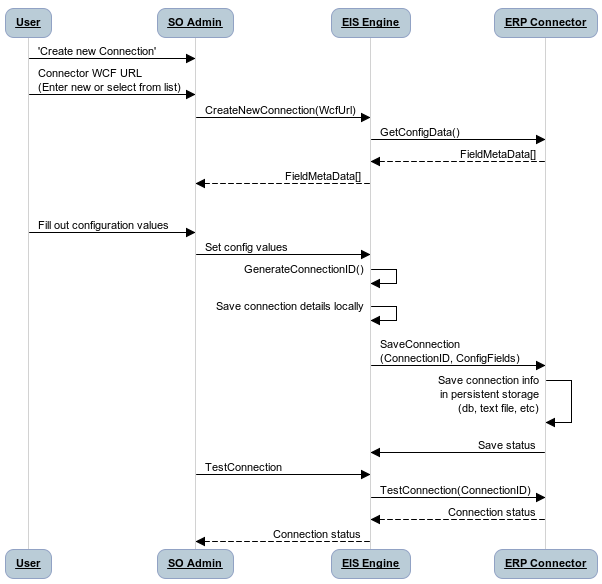 User
SO Admin
EIS Engine
ERP Connector
'Create new Connection'
Connector WCF URL
(Enter new or select from list)
CreateNewConnection(WcfUrl)
GetConfigData()
FieldMetaData[]
FieldMetaData[]
Fill out configuration values
Set config values
GenerateConnectionID()
Save connection details locally
SaveConnection
(ConnectionID, ConfigFields)
Save connection info
in persistent storage
(db, text file, etc)
Save status
TestConnection
TestConnection(ConnectionID)
Connection status
Connection status
User
SO Admin
EIS Engine
ERP Connector